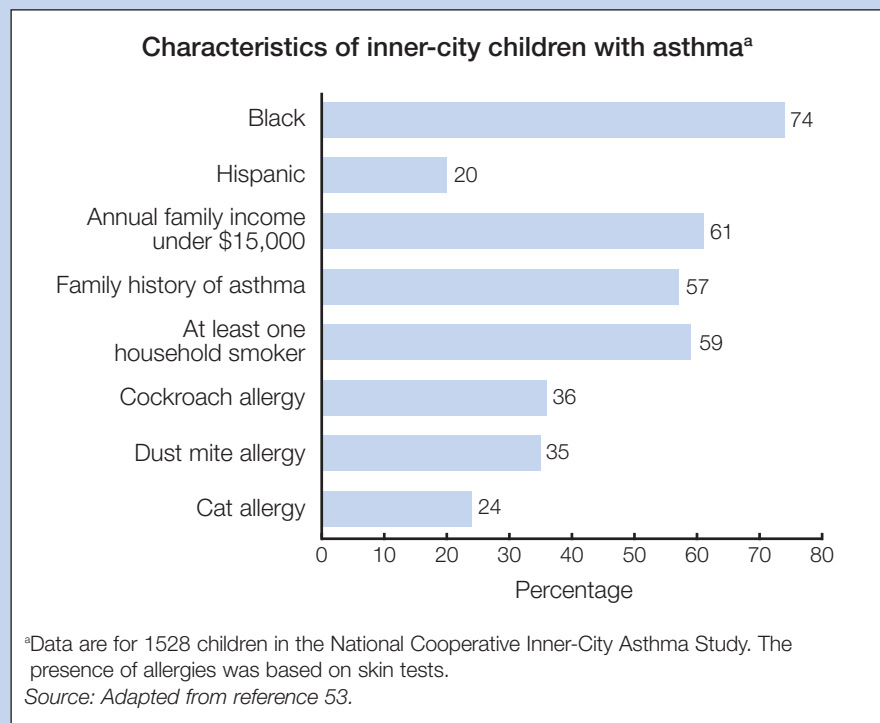 Characteristics of inner-city children with asthmaᵃ
Black
74
Hispanic
20
Annual family income
under $15,000
61
Family history of asthma
57
At least one
household smoker
59
Cockroach allergy
36
Dust mite allergy
35
Cat allergy
24
0 10 20 30 40 50 60 70 80
Percentage
ᵃData are for 1528 children in the National Cooperative Inner-City Asthma Study. The
presence of allergies was based on skin tests.
Source: Adapted from reference 53.